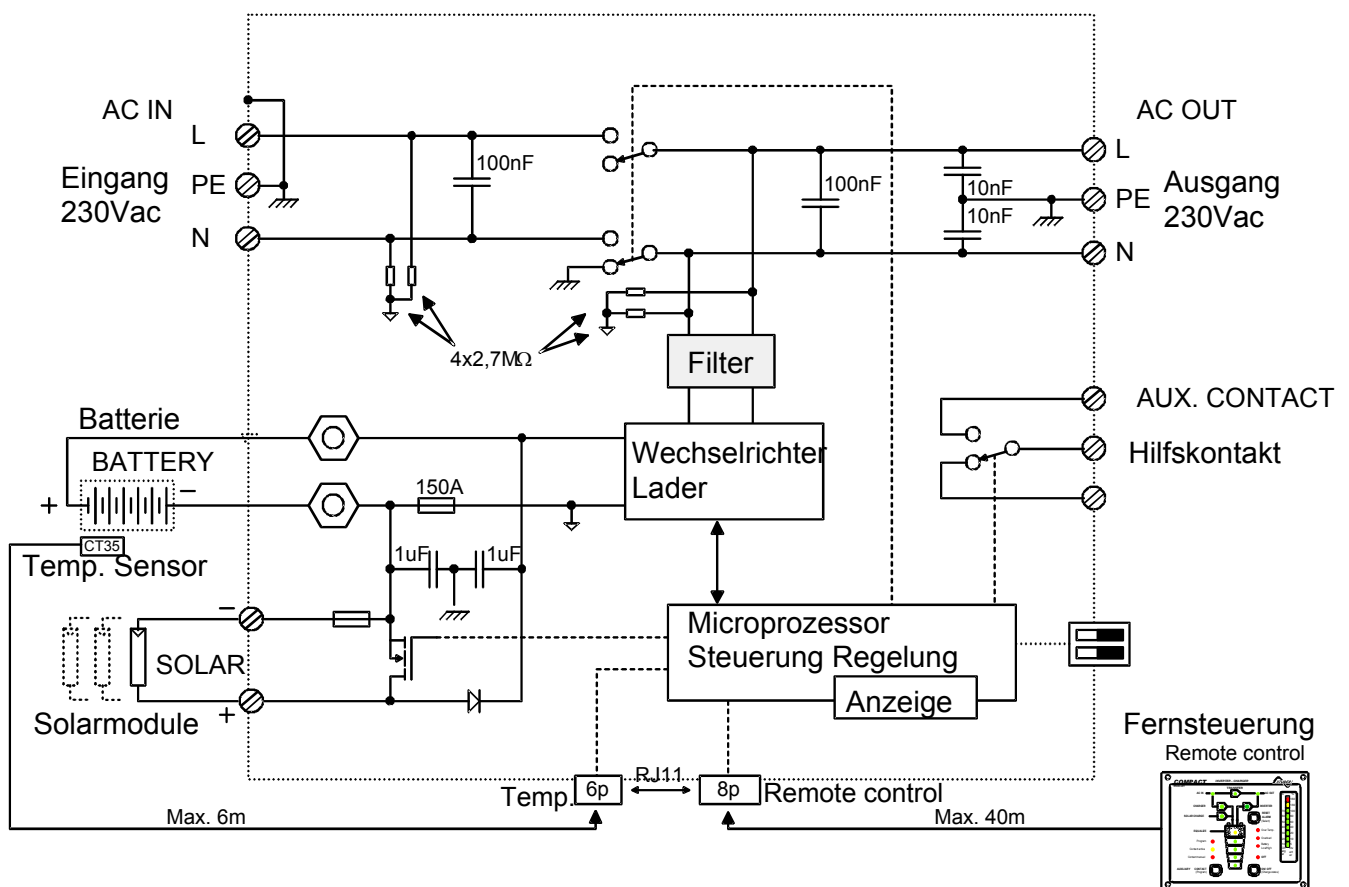 AC IN
L
Eingang
230Vac
PE
N
100nF
AC OUT
L
PE
N
Ausgang
230Vac
100nF
10nF
10nF
4x2,7MΩ
Filter
Batterie
BATTERY
+
−
150A
Wechselrichter
Lader
AUX. CONTACT
Hilfskontakt
CT35
Temp. Sensor
1uF
1uF
−
SOLAR
+
Solarmodule
Microprozessor
Steuerung Regelung
Anzeige
Fernsteuerung
Remote control
Temp.
6p
RJ11
8p
Remote control
Max. 6m
Max. 40m
COMPACT